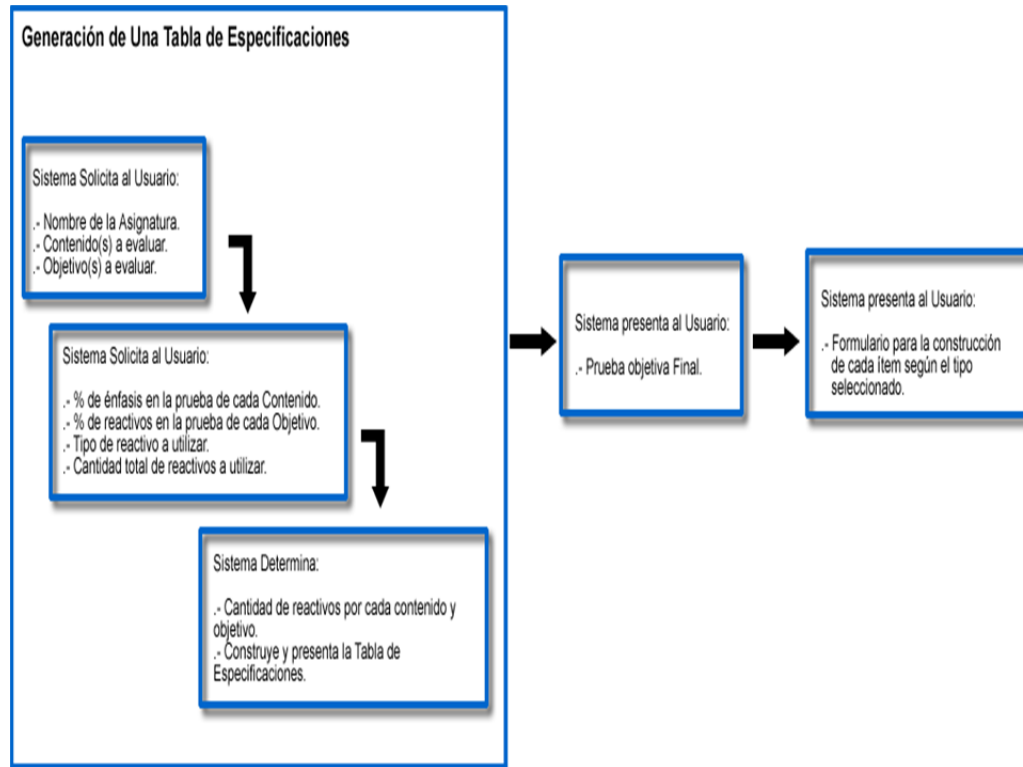 Generación de Una Tabla de Especificaciones
Sistema Solicita al Usuario:
.- Nombre de la Asignatura.
.- Contenido(s) a evaluar.
.- Objetivo(s) a evaluar.
Sistema Solicita al Usuario:
.- % de énfasis en la prueba de cada Contenido.
.- % de reactivos en la prueba de cada Objetivo.
.- Tipo de reactivo a utilizar.
.- Cantidad total de reactivos a utilizar.
Sistema Determina:
.- Cantidad de reactivos por cada contenido y
objetivo.
.- Construye y presenta la Tabla de
Especificaciones.
Sistema presenta al Usuario:
.- Prueba objetiva Final.
Sistema presenta al Usuario:
.- Formulario para la construcción
de cada ítem según el tipo
seleccionado.